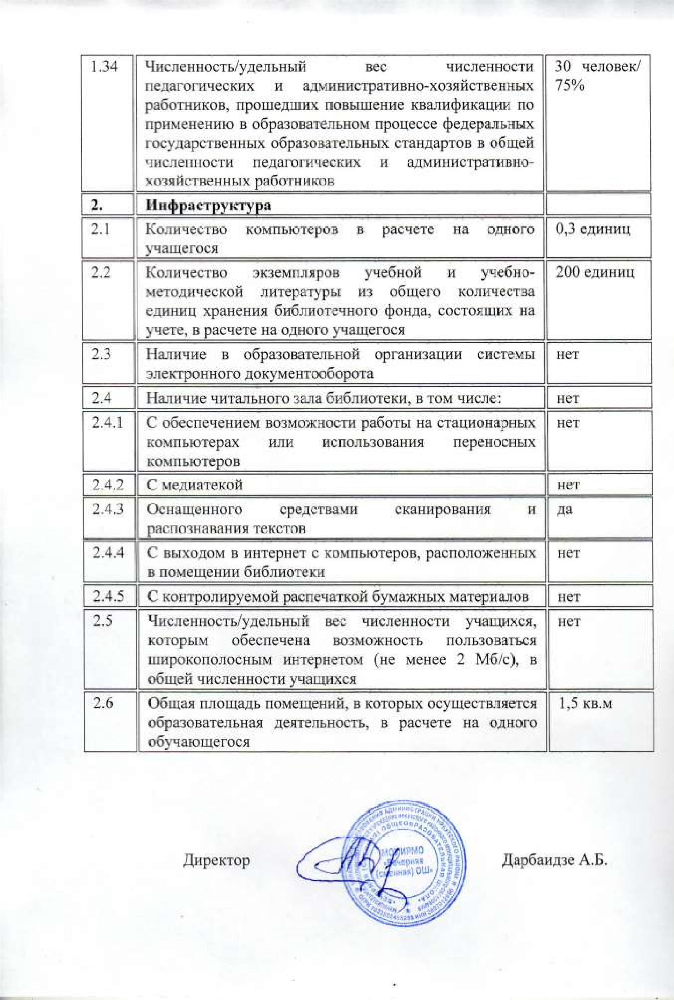 1.34 Численность/удельный вес численности 30 человек/
педагогических и административно-хозяйственных 75%
работников, прошедших повышение квалификации по
применению в образовательном процессе федеральных
государственных образовательных стандартов в общей
численности педагогических и административно-
хозяйственных работников
2. Инфраструктура
2.1 Количество компьютеров в расчете на одного 0,3 единиц
учащегося
2.2 Количество экземпляров учебной и учебно- 200 единиц
методической литературы из общего количества
единиц хранения библиотечного фонда, состоящих на
учете, в расчете на одного учащегося
2.3 Наличие в образовательной организации системы нет
электронного документооборота
2.4 Наличие читального зала библиотеки, в том числе: нет
2.4.1 С обеспечением возможности работы на стационарных нет
компьютерах или использования переносных
компьютеров
2.4.2 С медиатекой нет
2.4.3 Оснащенного средствами сканирования и да
распознавания текстов
2.4.4 С выходом в интернет с компьютеров, расположенных нет
в помещении библиотеки
2.4.5 С контролируемой распечаткой бумажных материалов нет
2.5 Численность/удельный вес численности учащихся, нет
которым обеспечена возможность пользоваться
широкополосным интернетом (не менее 2 Мб/с), в
общей численности учащихся
2.6 Общая площадь помещений, в которых осуществляется 1,5 кв.м
образовательная деятельность, в расчете на одного
обучающегося
Директор Дарбаидзе А.Б.
МОУ ИРМО
«Вечерняя
(сменная) ОШ»
ОБЩЕОБРАЗОВАТЕЛЬНАЯ ШКОЛА»
АДМИНИСТРАЦИИ ИРКУТСКОГО РАЙОНА